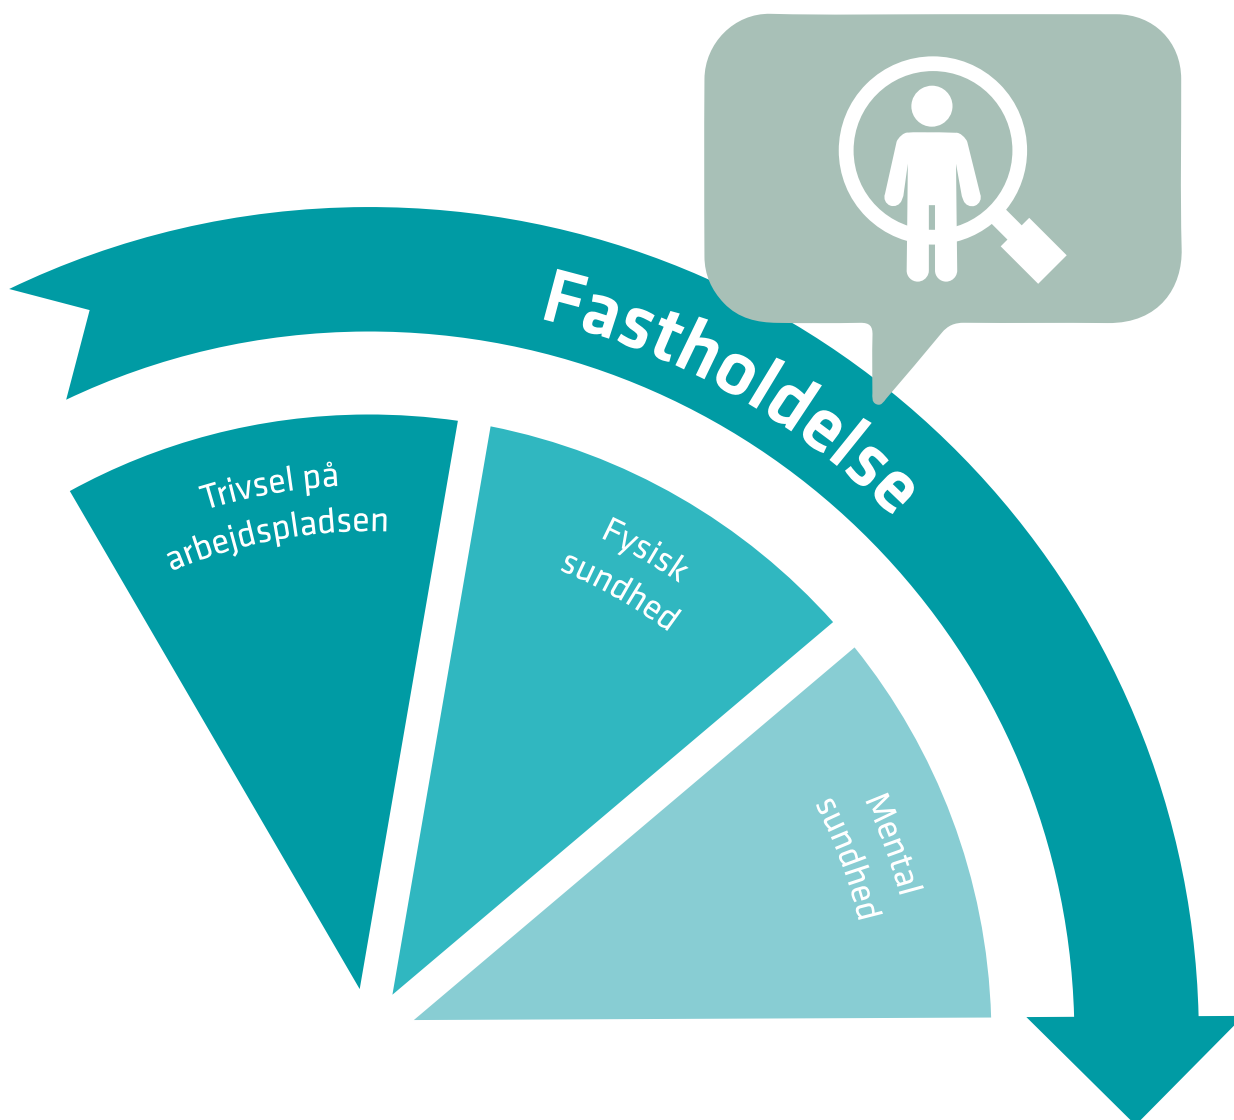 Fastholdelse
Trivsel på
arbejdspladsen
Fysisk
sundhed
Mental
sundhed